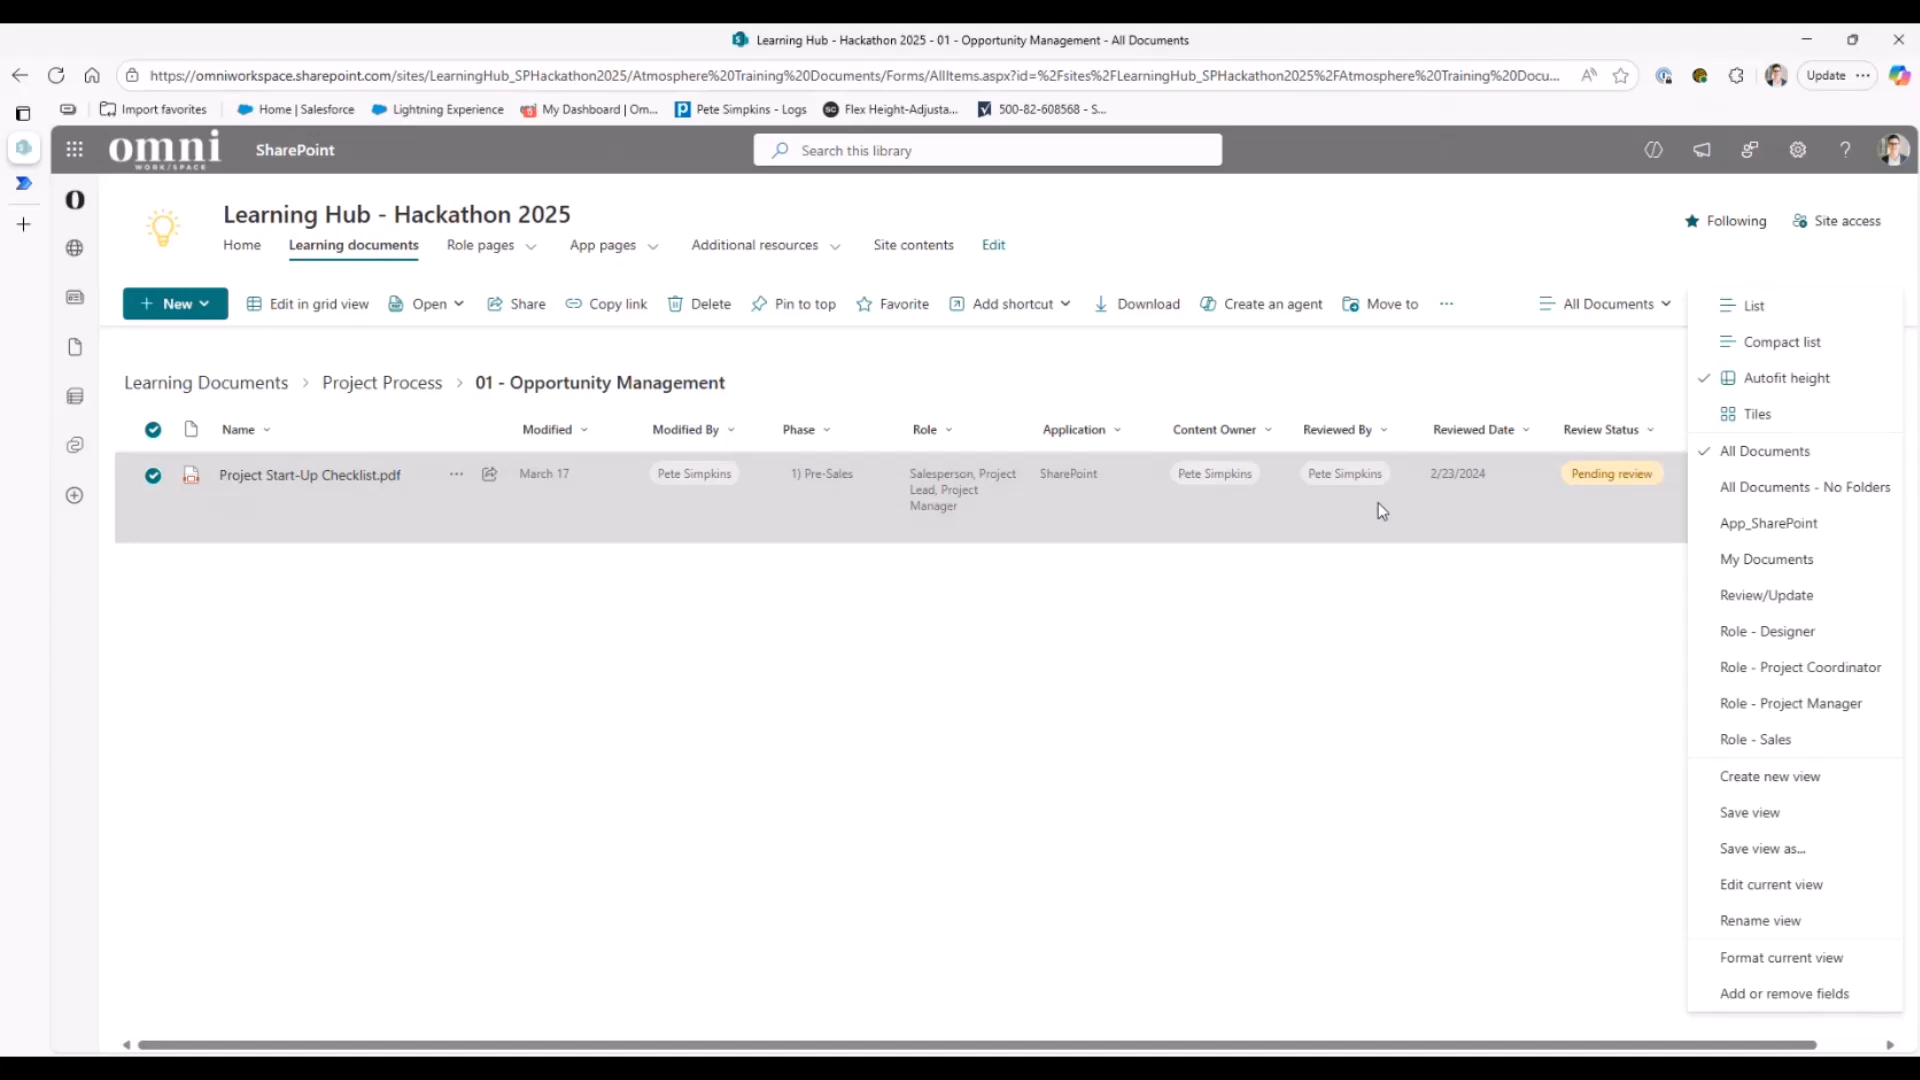 Learning Hub - Hackathon 2025 - 01 - Opportunity Management - All Documents
https://omniworkspace.sharepoint.com/sites/LearningHub_SPHackathon2025/Atmosphere%20Training%20Documents/Forms/AllItems.aspx?id=%2Fsites%2FLearningHub_SPHackathon2025%2FAtmosphere%20Training%20Docu...
Update
Import favorites
Home | Salesforce
Lightning Experience
My Dashboard | Om...
Pete Simpkins - Logs
Flex Height-Adjusta...
500-82-608568 - S...
omni
WORK/SPACE
SharePoint
Search this library
Learning Hub - Hackathon 2025
Home
Learning documents
Role pages
App pages
Additional resources
Site contents
Edit
Following
Site access
New
Edit in grid view
Open
Share
Copy link
Delete
Pin to top
Favorite
Add shortcut
Download
Create an agent
Move to
All Documents
Learning Documents > Project Process > 01 - Opportunity Management
Name
Modified
Modified By
Phase
Role
Application
Content Owner
Reviewed By
Reviewed Date
Review Status
Project Start-Up Checklist.pdf
March 17
Pete Simpkins
1) Pre-Sales
Salesperson, Project
Lead, Project
Manager
SharePoint
Pete Simpkins
Pete Simpkins
2/23/2024
Pending review
List
Compact list
Autofit height
Tiles
All Documents
All Documents - No Folders
App_SharePoint
My Documents
Review/Update
Role - Designer
Role - Project Coordinator
Role - Project Manager
Role - Sales
Create new view
Save view
Save view as...
Edit current view
Rename view
Format current view
Add or remove fields